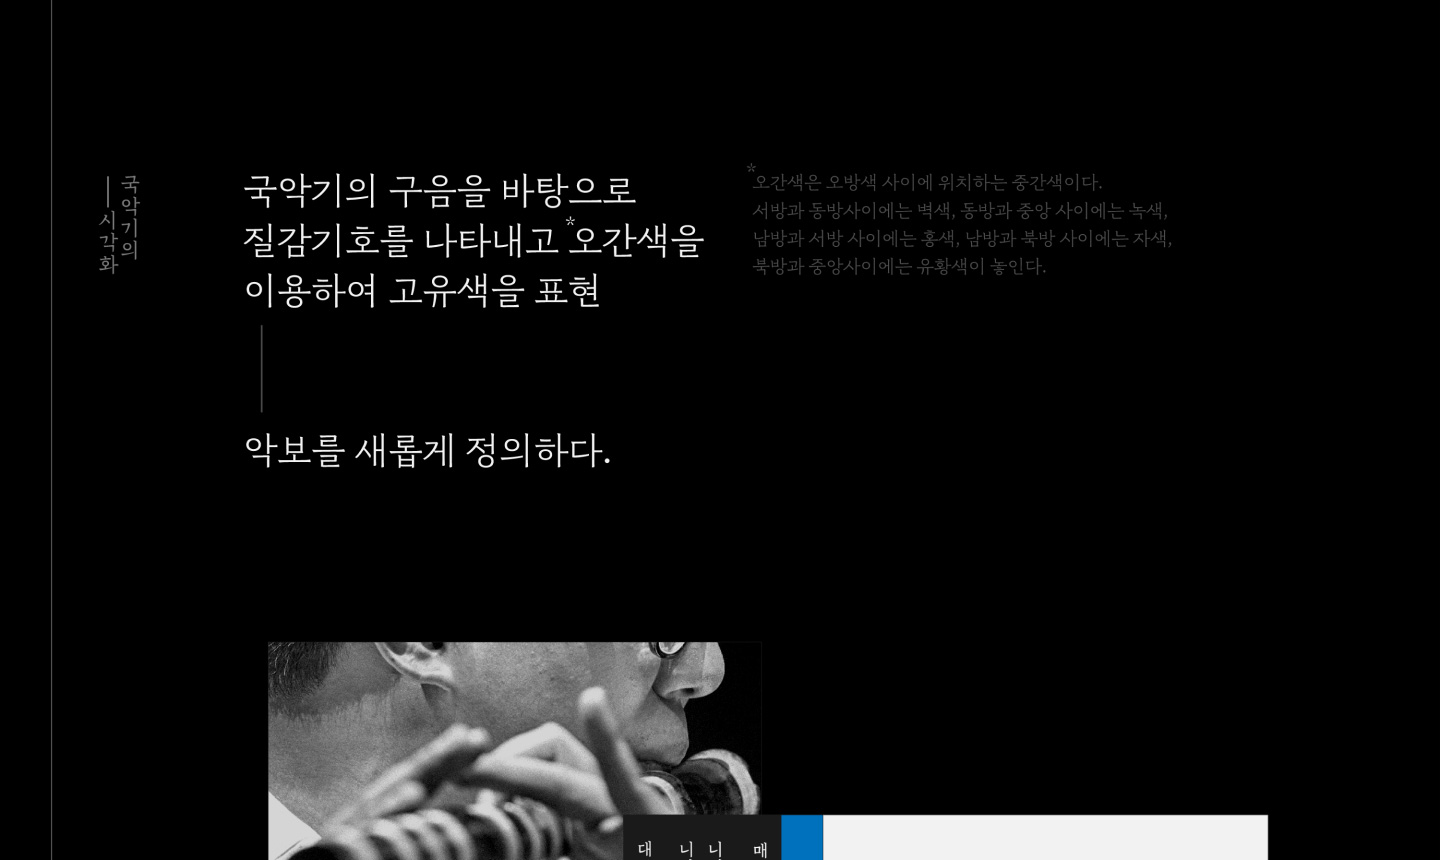 국악기의
시각화
국악기의 구음을 바탕으로
질감기호를 나타내고 *오간색을
이용하여 고유색을 표현
악보를 새롭게 정의하다.
*오간색은 오방색 사이에 위치하는 중간색이다.
서방과 동방사이에는 벽색, 동방과 중앙 사이에는 녹색,
남방과 서방 사이에는 홍색, 남방과 북방 사이에는 자색,
북방과 중앙사이에는 유황색이 놓인다.
대 니 니 매